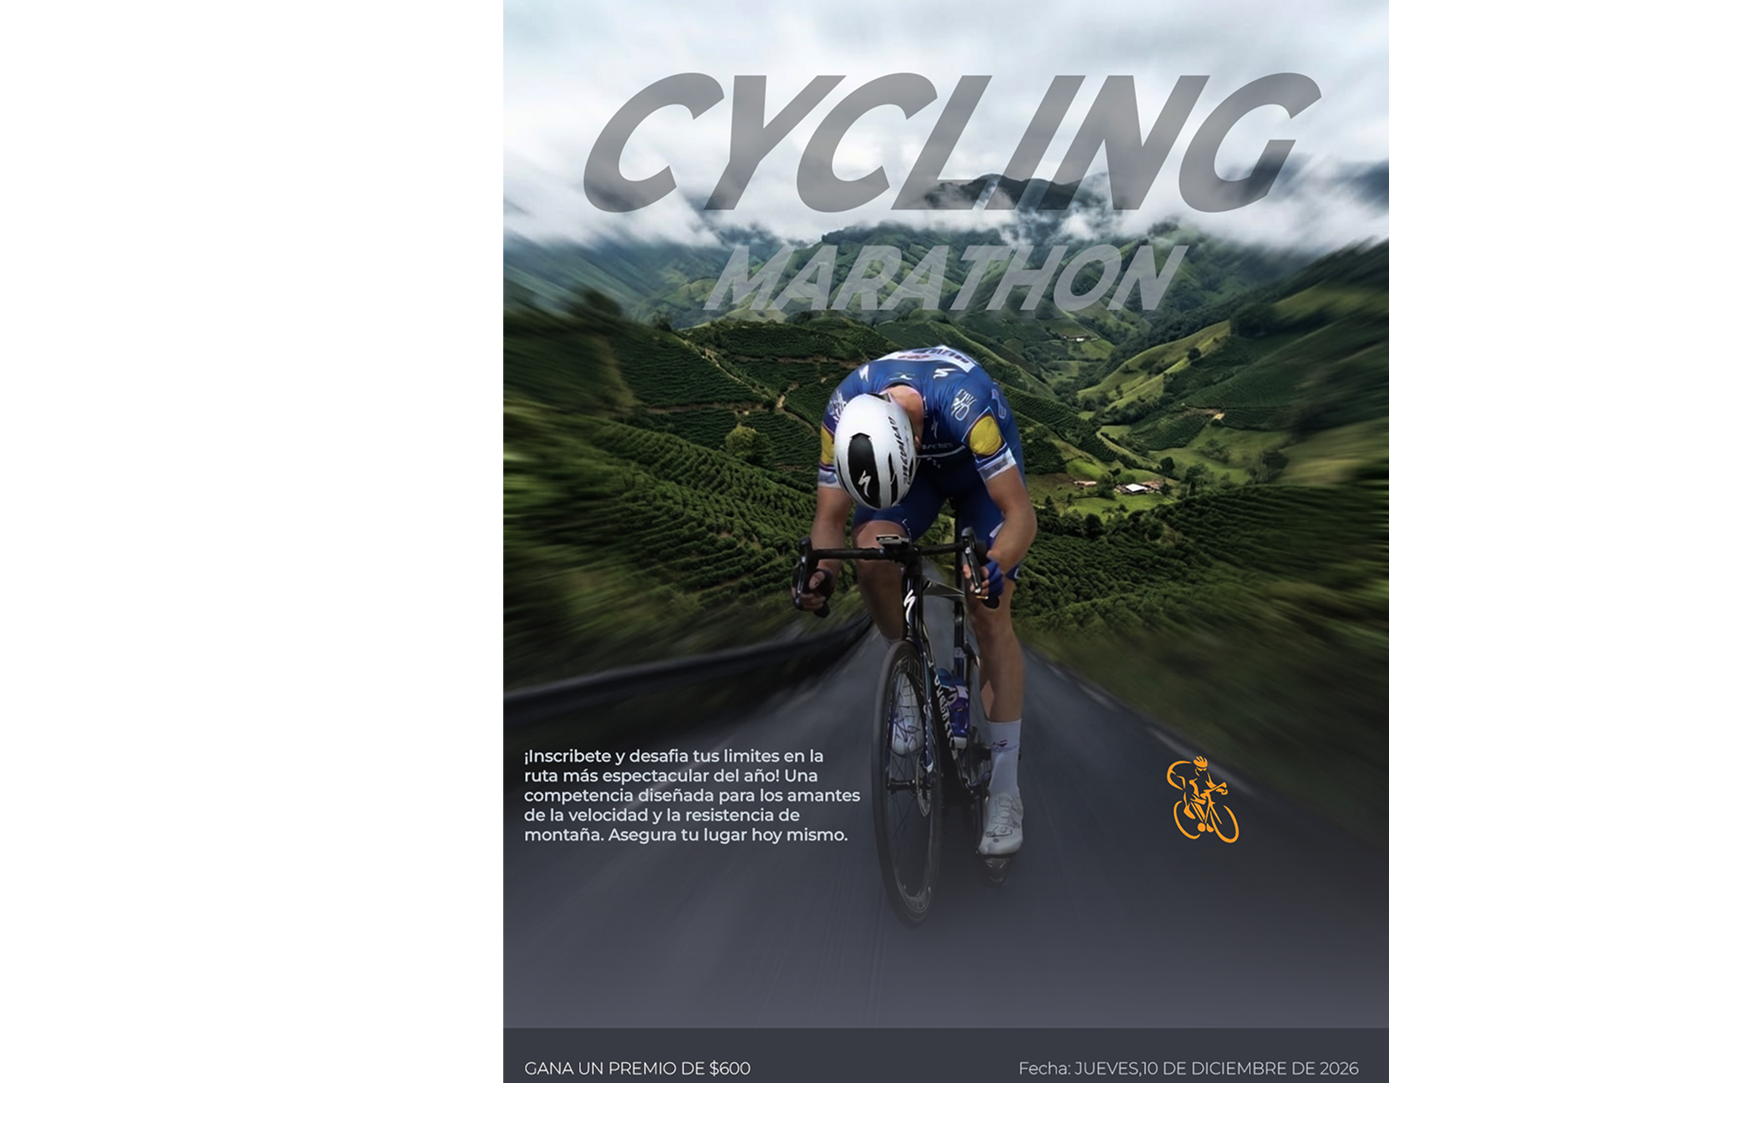 CYCLING
MARATHON
¡Inscribete y desafia tus limites en la
ruta más espectacular del año! Una
competencia diseñada para los amantes
de la velocidad y la resistencia de
montaña. Asegura tu lugar hoy mismo.
GANA UN PREMIO DE $600
Fecha: JUEVES,10 DE DICIEMBRE DE 2026